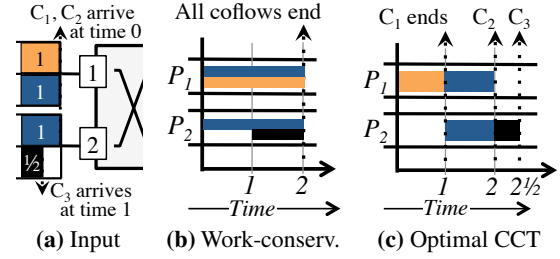 C1, C2 arrive
at time 0
1
1
1
½
1
2
C3 arrives
at time 1
(a) Input
All coflows end
P1
P2
1 2
Time
(b) Work-conserv.
C1 ends C2 C3
P1
P2
1 2 2½
Time
(c) Optimal CCT